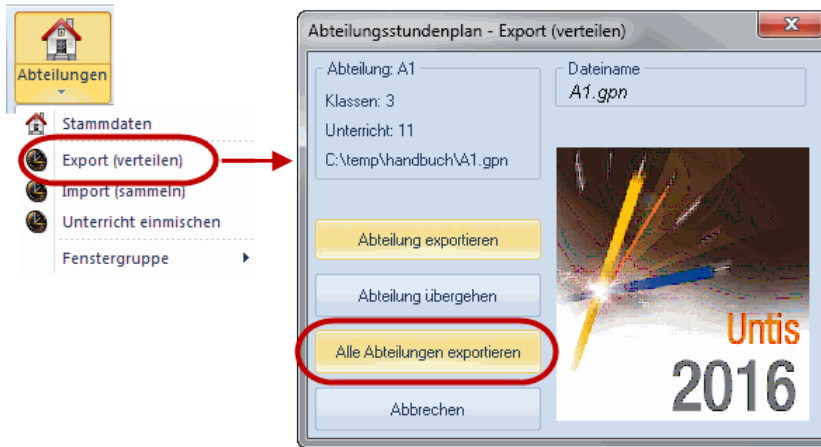 Abteilungen
Stammdaten
Export (verteilen)
Import (sammeln)
Unterricht einmischen
Fenstergruppe
Abteilungsstundenplan - Export (verteilen)
Abteilung: A1
Klassen: 3
Unterricht: 11
C:\temp\handbuch\A1.gpn
Dateiname
A1.gpn
Abteilung exportieren
Abteilung übergehen
Alle Abteilungen exportieren
Abbrechen
Untis
2016